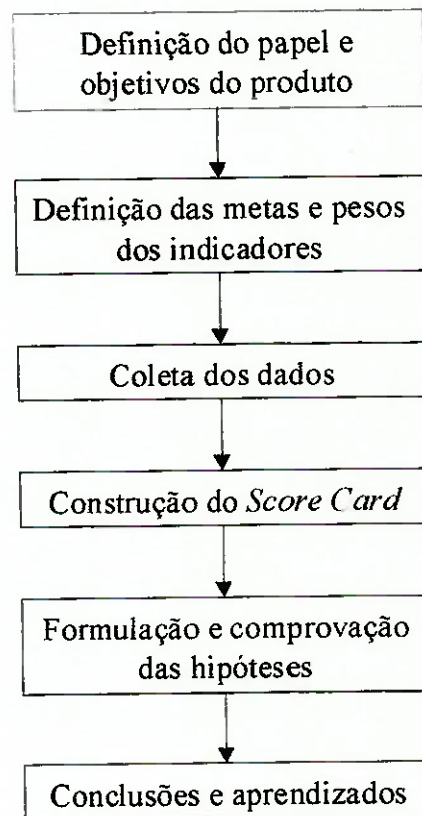 Definição do papel e
objetivos do produto
Definição das metas e pesos
dos indicadores
Coleta dos dados
Construção do Score Card
Formulação e comprovação
das hipóteses
Conclusões e aprendizados